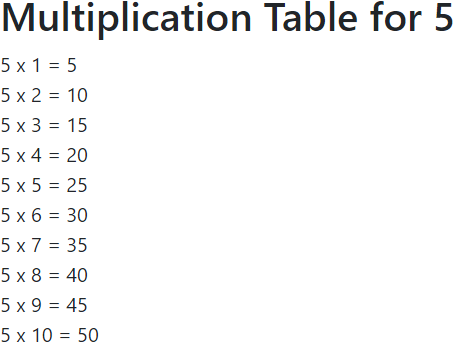 Multiplication Table for 5
5 x 1 = 5
5 x 2 = 10
5 x 3 = 15
5 x 4 = 20
5 x 5 = 25
5 x 6 = 30
5 x 7 = 35
5 x 8 = 40
5 x 9 = 45
5 x 10 = 50